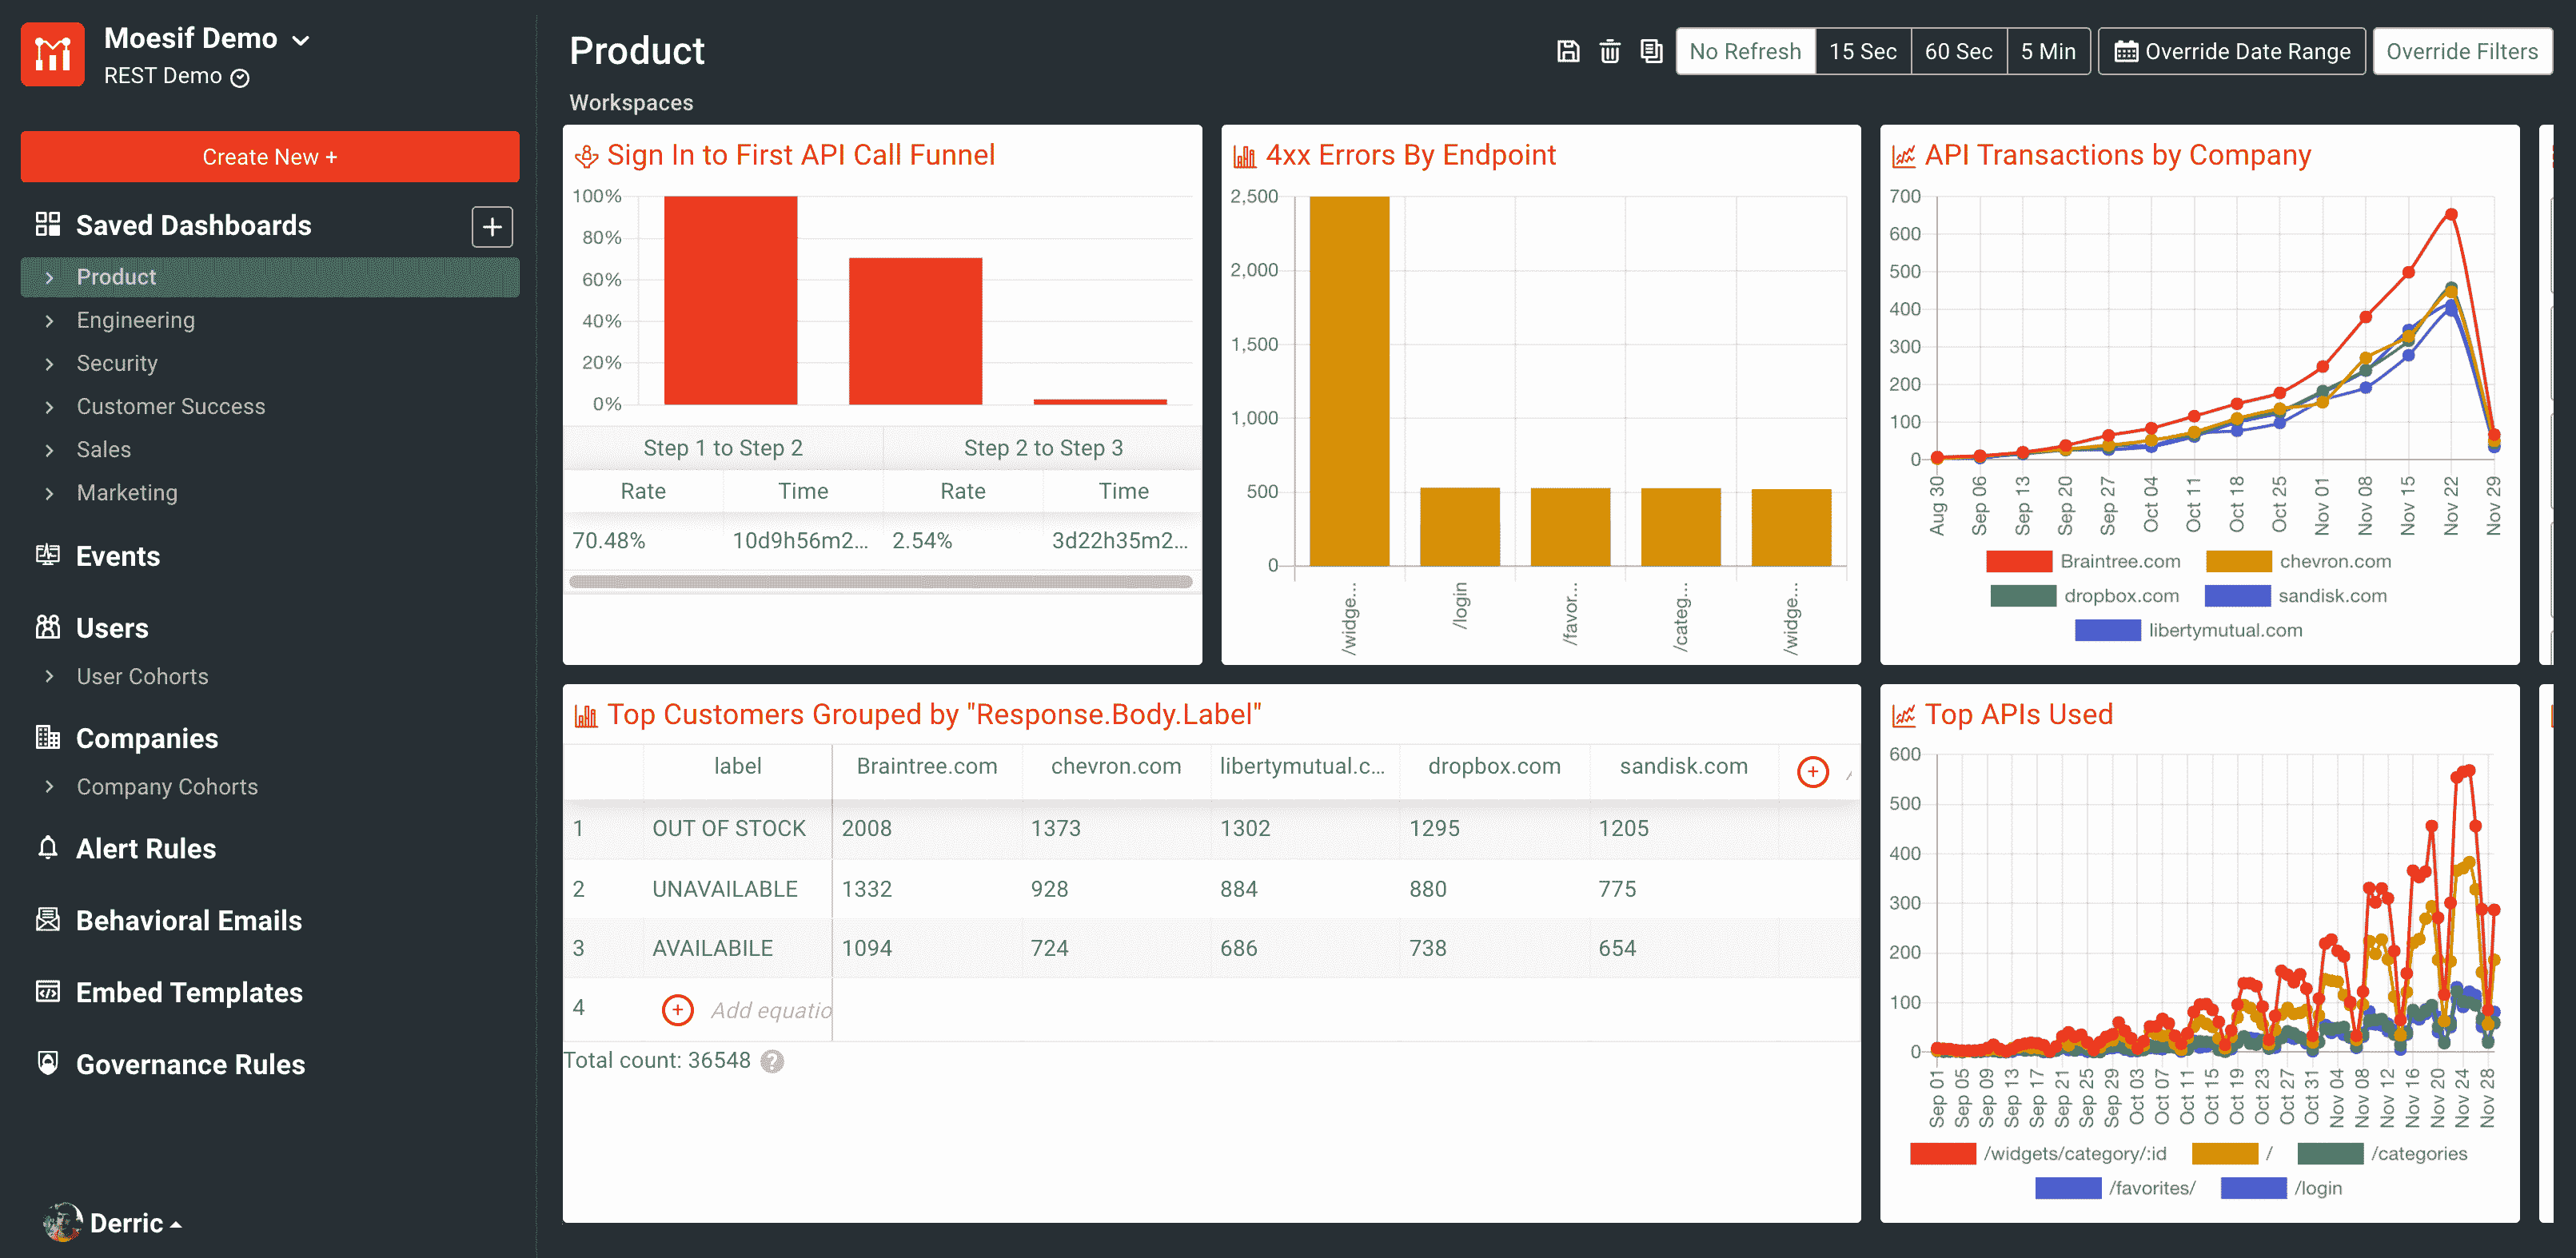 Moesif Demo
REST Demo
Create New +
Saved Dashboards
Product
Engineering
Security
Customer Success
Sales
Marketing
Events
Users
User Cohorts
Companies
Company Cohorts
Alert Rules
Behavioral Emails
Embed Templates
Governance Rules
Derric
Product
No Refresh 15 Sec 60 Sec 5 Min Override Date Range Override Filters
Workspaces
Sign In to First API Call Funnel
100%
80%
60%
40%
20%
0%
Step 1 to Step 2 Step 2 to Step 3
Rate Time Rate Time
70.48% 10d9h56m2... 2.54% 3d22h35m2...
4xx Errors By Endpoint
2,500
2,000
1,500
1,000
500
0
/widge... /login /favor... /categ... /widge...
API Transactions by Company
700
600
500
400
300
200
100
0
Aug 30 Sep 06 Sep 13 Sep 20 Sep 27 Oct 04 Oct 11 Oct 18 Oct 25 Nov 01 Nov 08 Nov 15 Nov 22 Nov 29
Braintree.com chevron.com
dropbox.com sandisk.com
libertymutual.com
Top Customers Grouped by "Response.Body.Label"
label Braintree.com chevron.com libertymutual.c... dropbox.com sandisk.com
1 OUT OF STOCK 2008 1373 1302 1295 1205
2 UNAVAILABLE 1332 928 884 880 775
3 AVAILABILE 1094 724 686 738 654
4 Add equatio
Total count: 36548 ?
Top APIs Used
600
500
400
300
200
100
0
Sep 01 Sep 05 Sep 09 Sep 13 Sep 17 Sep 21 Sep 25 Sep 29 Oct 03 Oct 07 Oct 11 Oct 15 Oct 19 Oct 23 Oct 27 Oct 31 Nov 04 Nov 08 Nov 12 Nov 16 Nov 20 Nov 24 Nov 28
/widgets/category/:id / /categories
/favorites/ /login